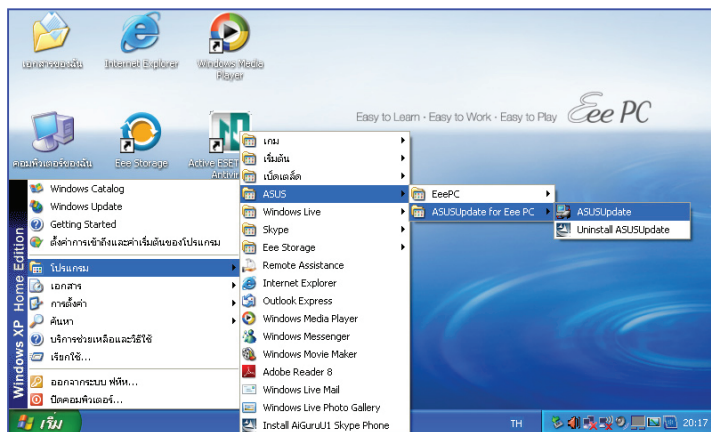 เอกสารของฉัน
Internet Explorer
Windows Media
Player
Easy to Learn · Easy to Work · Easy to Play
Eee PC
คอมพิวเตอร์ของฉัน
Eee Storage
Active ESET
Antivir
Windows Catalog
Windows Update
Getting Started
ตั้งค่าการเข้าถึงและค่าเริ่มต้นของโปรแกรม
โปรแกรม
เอกสาร
การตั้งค่า
ค้นหา
บริการช่วยเหลือและวิธีใช้
เรียกใช้...
ออกจากระบบ ฟหืห...
ปิดคอมพิวเตอร์...
Windows XP Home Edition
เกม
เริ่มต้น
เบ็ดเตล็ด
ASUS
Windows Live
Skype
Eee Storage
Remote Assistance
Internet Explorer
Outlook Express
Windows Media Player
Windows Messenger
Windows Movie Maker
Adobe Reader 8
Windows Live Mail
Windows Live Photo Gallery
Install AiGuruU1 Skype Phone
EeePC
ASUSUpdate for Eee PC
ASUSUpdate
Uninstall ASUSUpdate
เริ่ม
TH
20:17